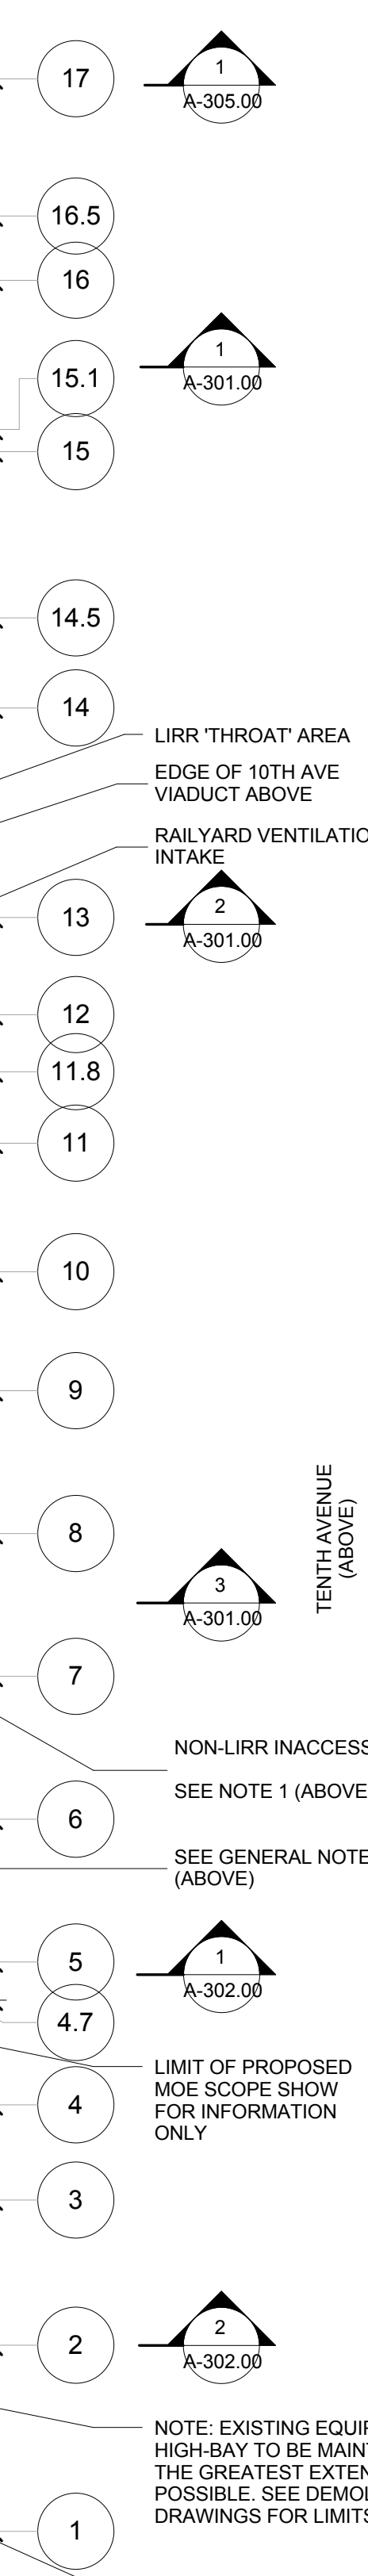 17
1
A-305.00
16.5
16
15.1
1
A-301.00
15
14.5
14
LIRR 'THROAT' AREA
EDGE OF 10TH AVE
VIADUCT ABOVE
RAILYARD VENTILATIO
INTAKE
13
2
A-301.00
12
11.8
11
10
9
TENTH AVENUE
(ABOVE)
8
3
A-301.00
7
NON-LIRR INACCESS
SEE NOTE 1 (ABOVE
6
SEE GENERAL NOTE
(ABOVE)
5
1
A-302.00
4.7
LIMIT OF PROPOSED
MOE SCOPE SHOW
FOR INFORMATION
ONLY
4
3
2
2
A-302.00
NOTE: EXISTING EQUIP
HIGH-BAY TO BE MAINT
THE GREATEST EXTEN
POSSIBLE. SEE DEMOL
DRAWINGS FOR LIMITS
1